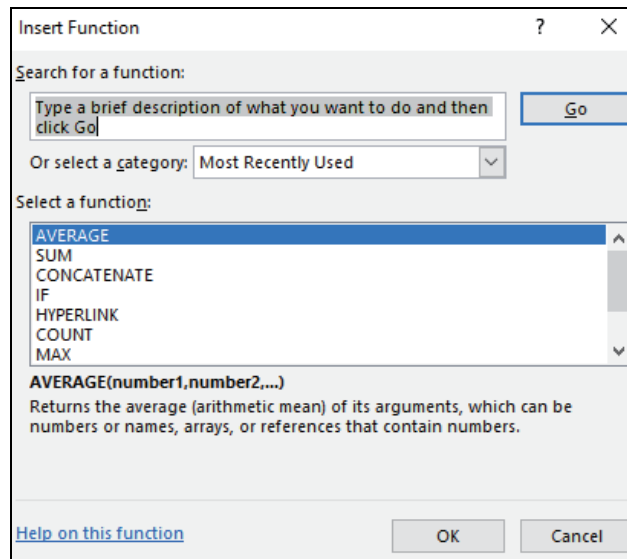 Insert Function ?
Search for a function:
Type a brief description of what you want to do and then
click Go
Go
Or select a category: Most Recently Used
Select a function:
AVERAGE
SUM
CONCATENATE
IF
HYPERLINK
COUNT
MAX
AVERAGE(number1,number2,...)
Returns the average (arithmetic mean) of its arguments, which can be
numbers or names, arrays, or references that contain numbers.
Help on this function OK Cancel